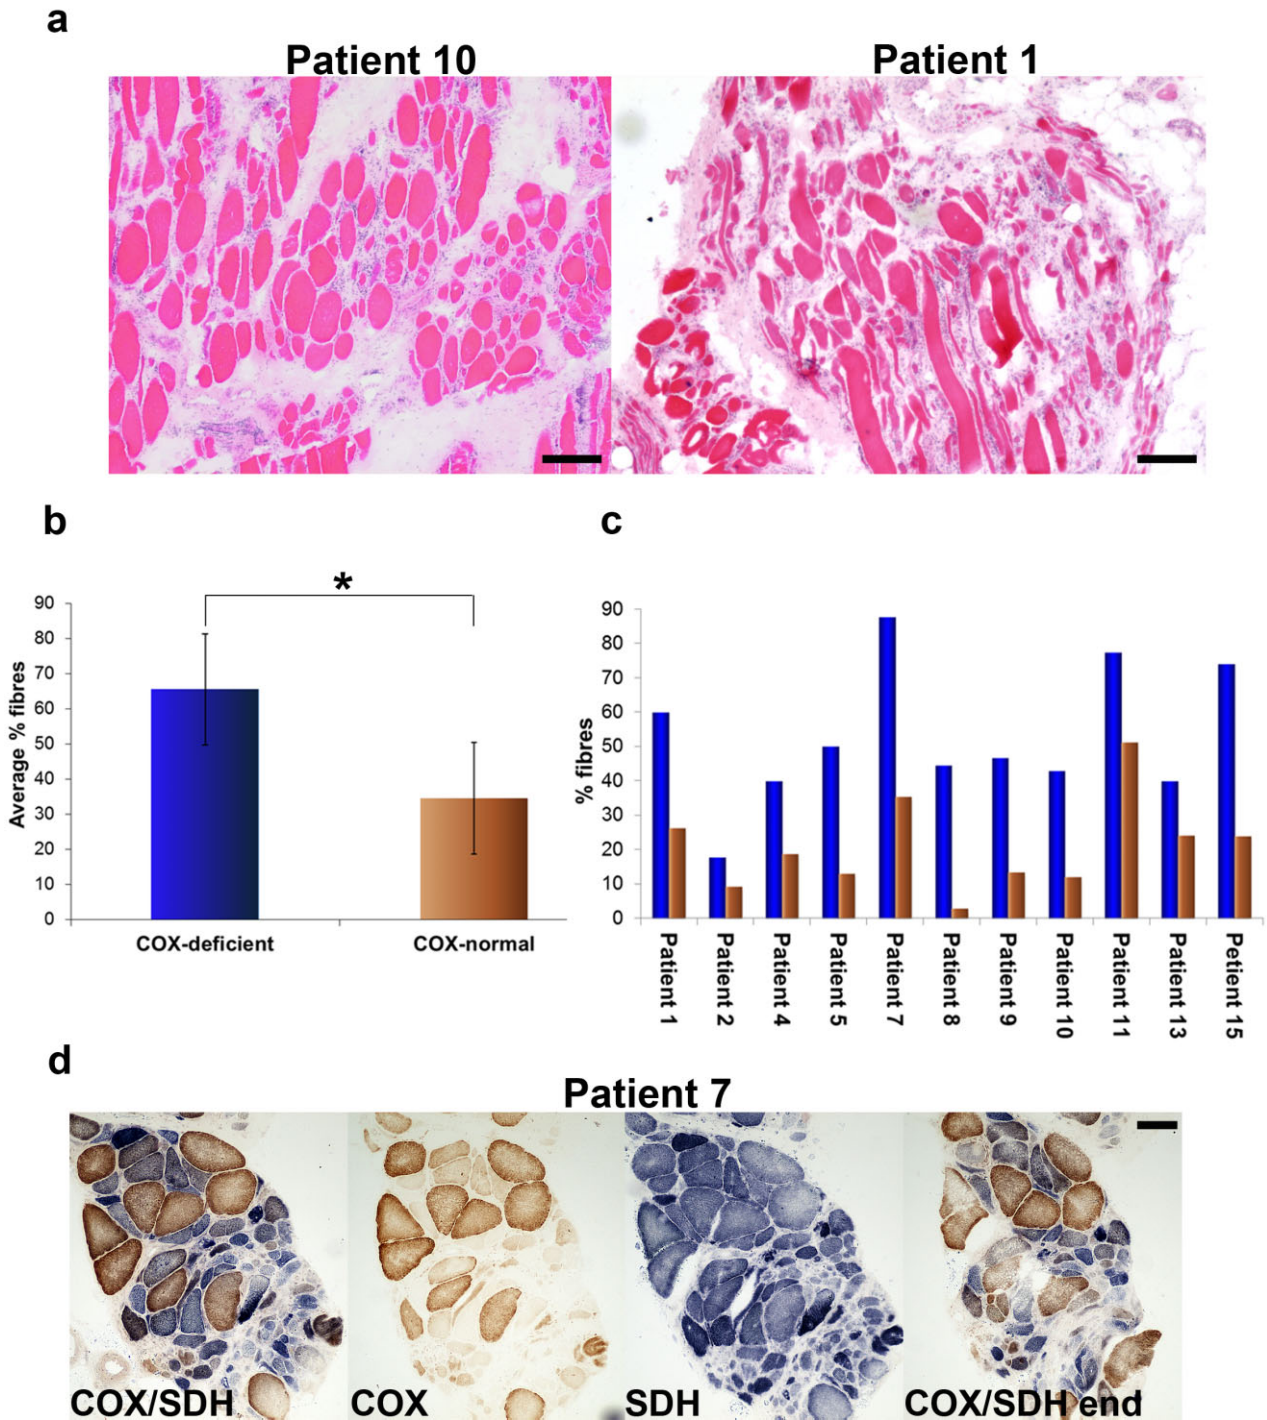 a
Patient 10
Patient 1
b
*
90
80
70
60
50
40
30
20
10
0
Average % fibres
COX-deficient
COX-normal
c
90
80
70
60
50
40
30
20
10
0
% fibres
Patient 1
Patient 2
Patient 4
Patient 5
Patient 7
Patient 8
Patient 9
Patient 10
Patient 11
Patient 13
Petient 15
d
Patient 7
COX/SDH
COX
SDH
COX/SDH end